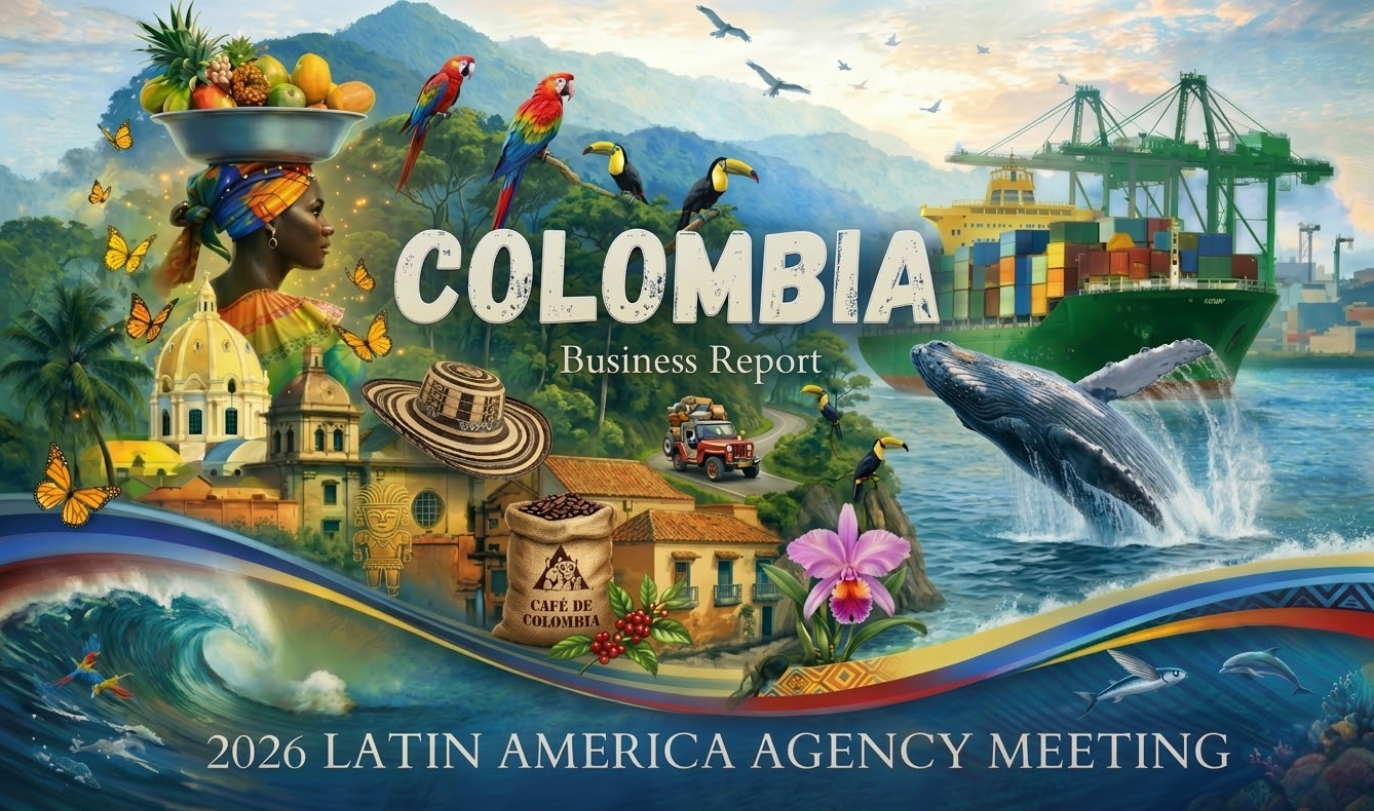 COLOMBIA
Business Report
CAFÉ DE
COLOMBIA
2026 LATIN AMERICA AGENCY MEETING